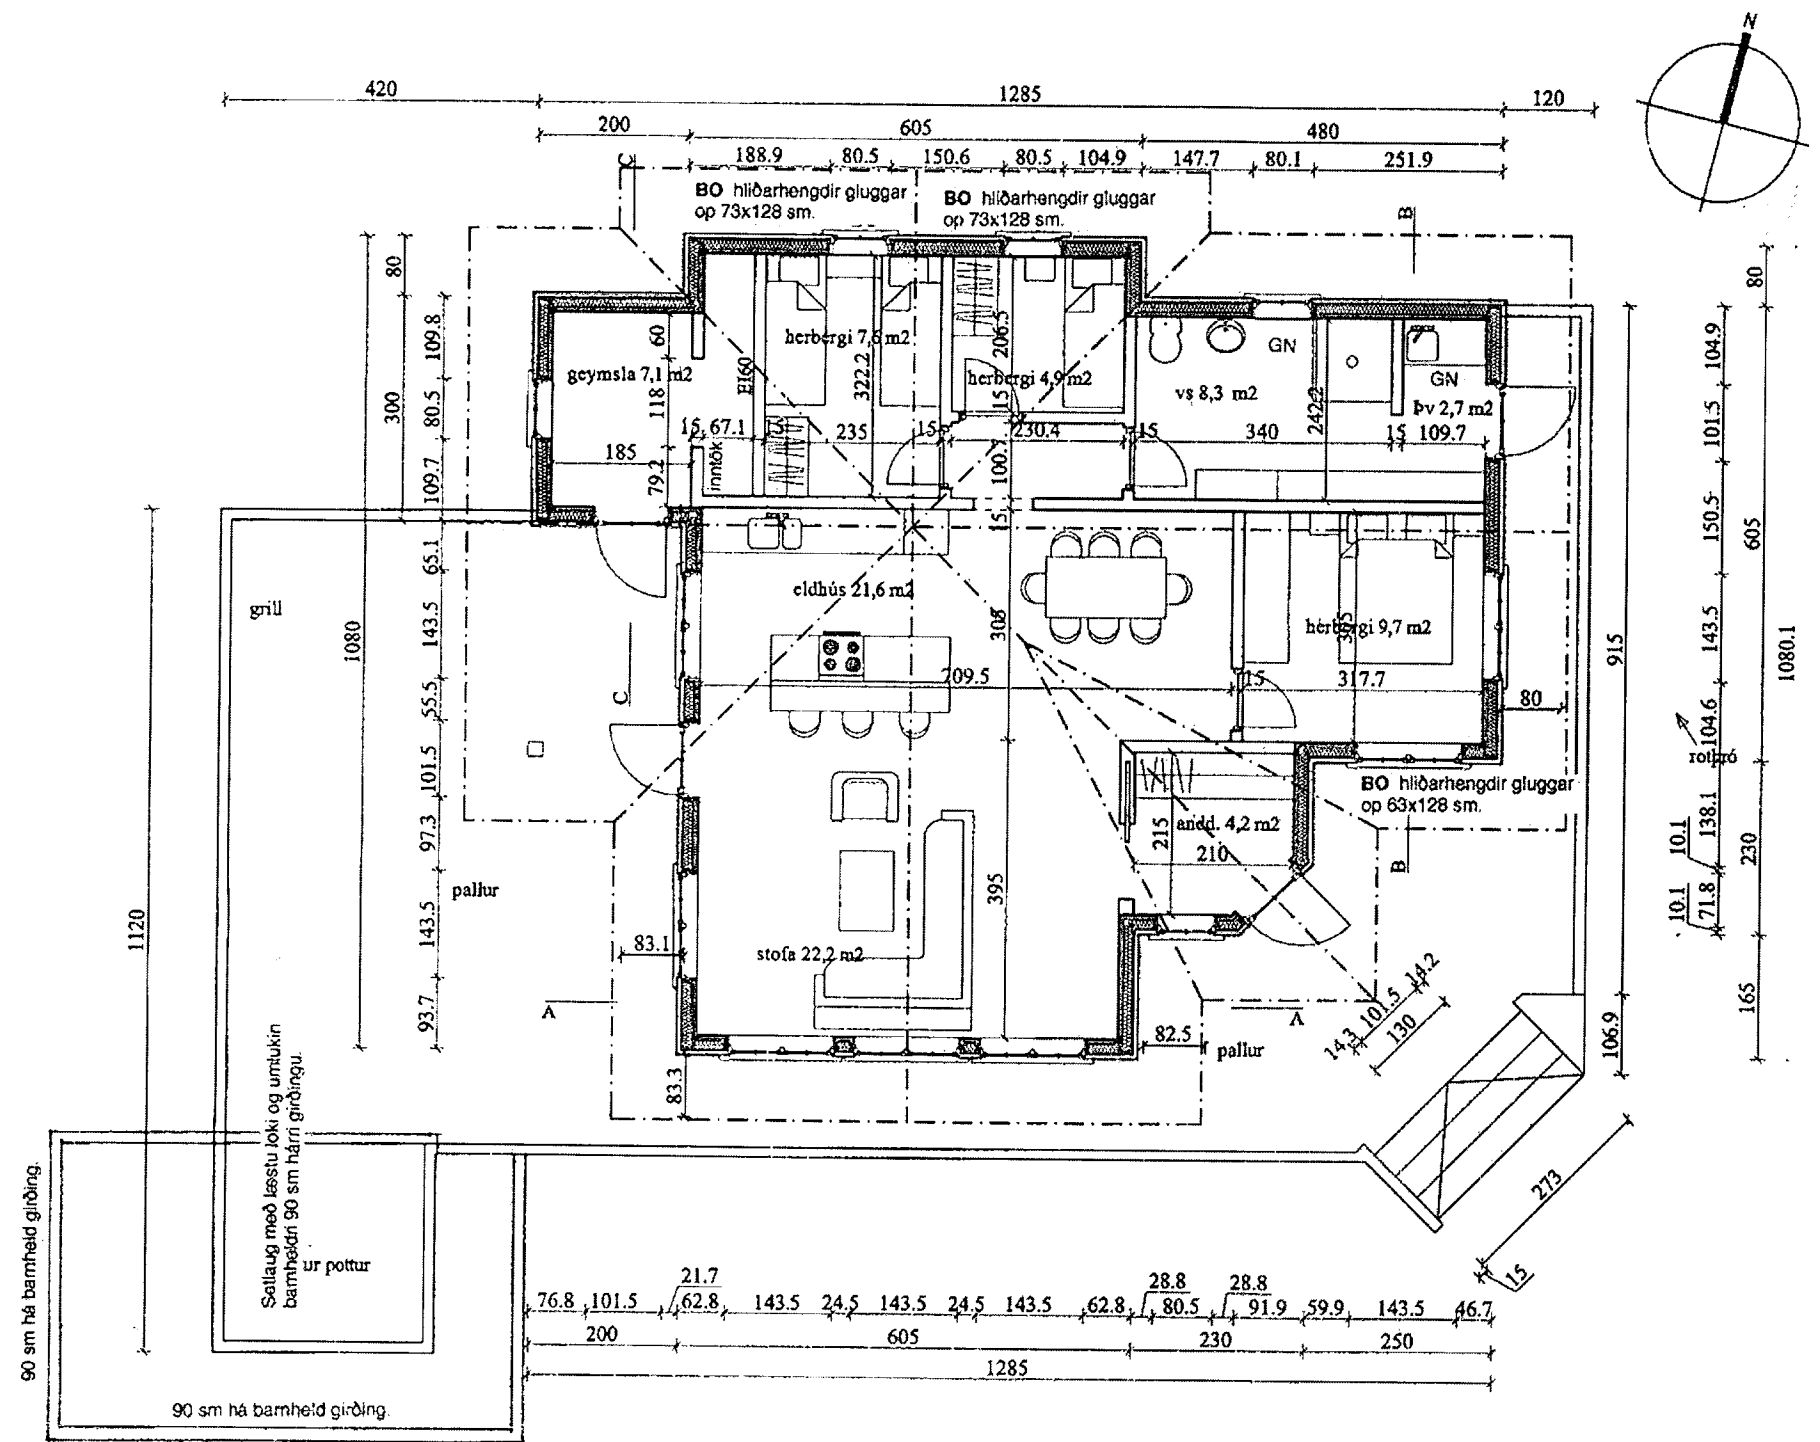 N
420
1285
120
200
605
480
188.9
80.5
150.6
80.5
104.9
147.7
80.1
251.9
C
BO hliðarhengdir gluggar
op 73x128 sm.
BO hliðarhengdir gluggar
op 73x128 sm.
B
80
300
109.8
80.5
109.7
60
118
79.2
geymsla 7,1 m2
EI60
herbergi 7,6 m2
322.2
206.5
herbergi 4,9 m2
GN
vs 8,3 m2
242.2
GN
Þv 2,7 m2
15
67.1
15
235
15
15
230.4
15
340
15
109.7
185
inntök
100.7
15
80
104.9
101.5
150.5
605
915
1080.1
143.5
104.6
138.1
10.1
71.8
10.1
230
165
106.9
grill
1080
65.1
143.5
55.5
101.5
97.3
143.5
93.7
1120
eldhús 21,6 m2
305
herbergi 9,7 m2
305
709.5
15
317.7
80
C
rotþró
BO hliðarhengdir gluggar
op 63x128 sm.
andd. 4,2 m2
215
210
B
pallur
395
83.1
stofa 22,2 m2
A
A
14.2
101.5
14.3
130
82.5
pallur
83.3
273
15
Setlaug með læstu loki og umlukin
barnheldri 90 sm hárri girðingu.
ur pottur
90 sm há barnheld girðing.
90 sm há barnheld girðing.
21.7
28.8
28.8
76.8
101.5
62.8
143.5
24.5
143.5
24.5
143.5
62.8
80.5
91.9
59.9
143.5
46.7
200
605
230
250
1285